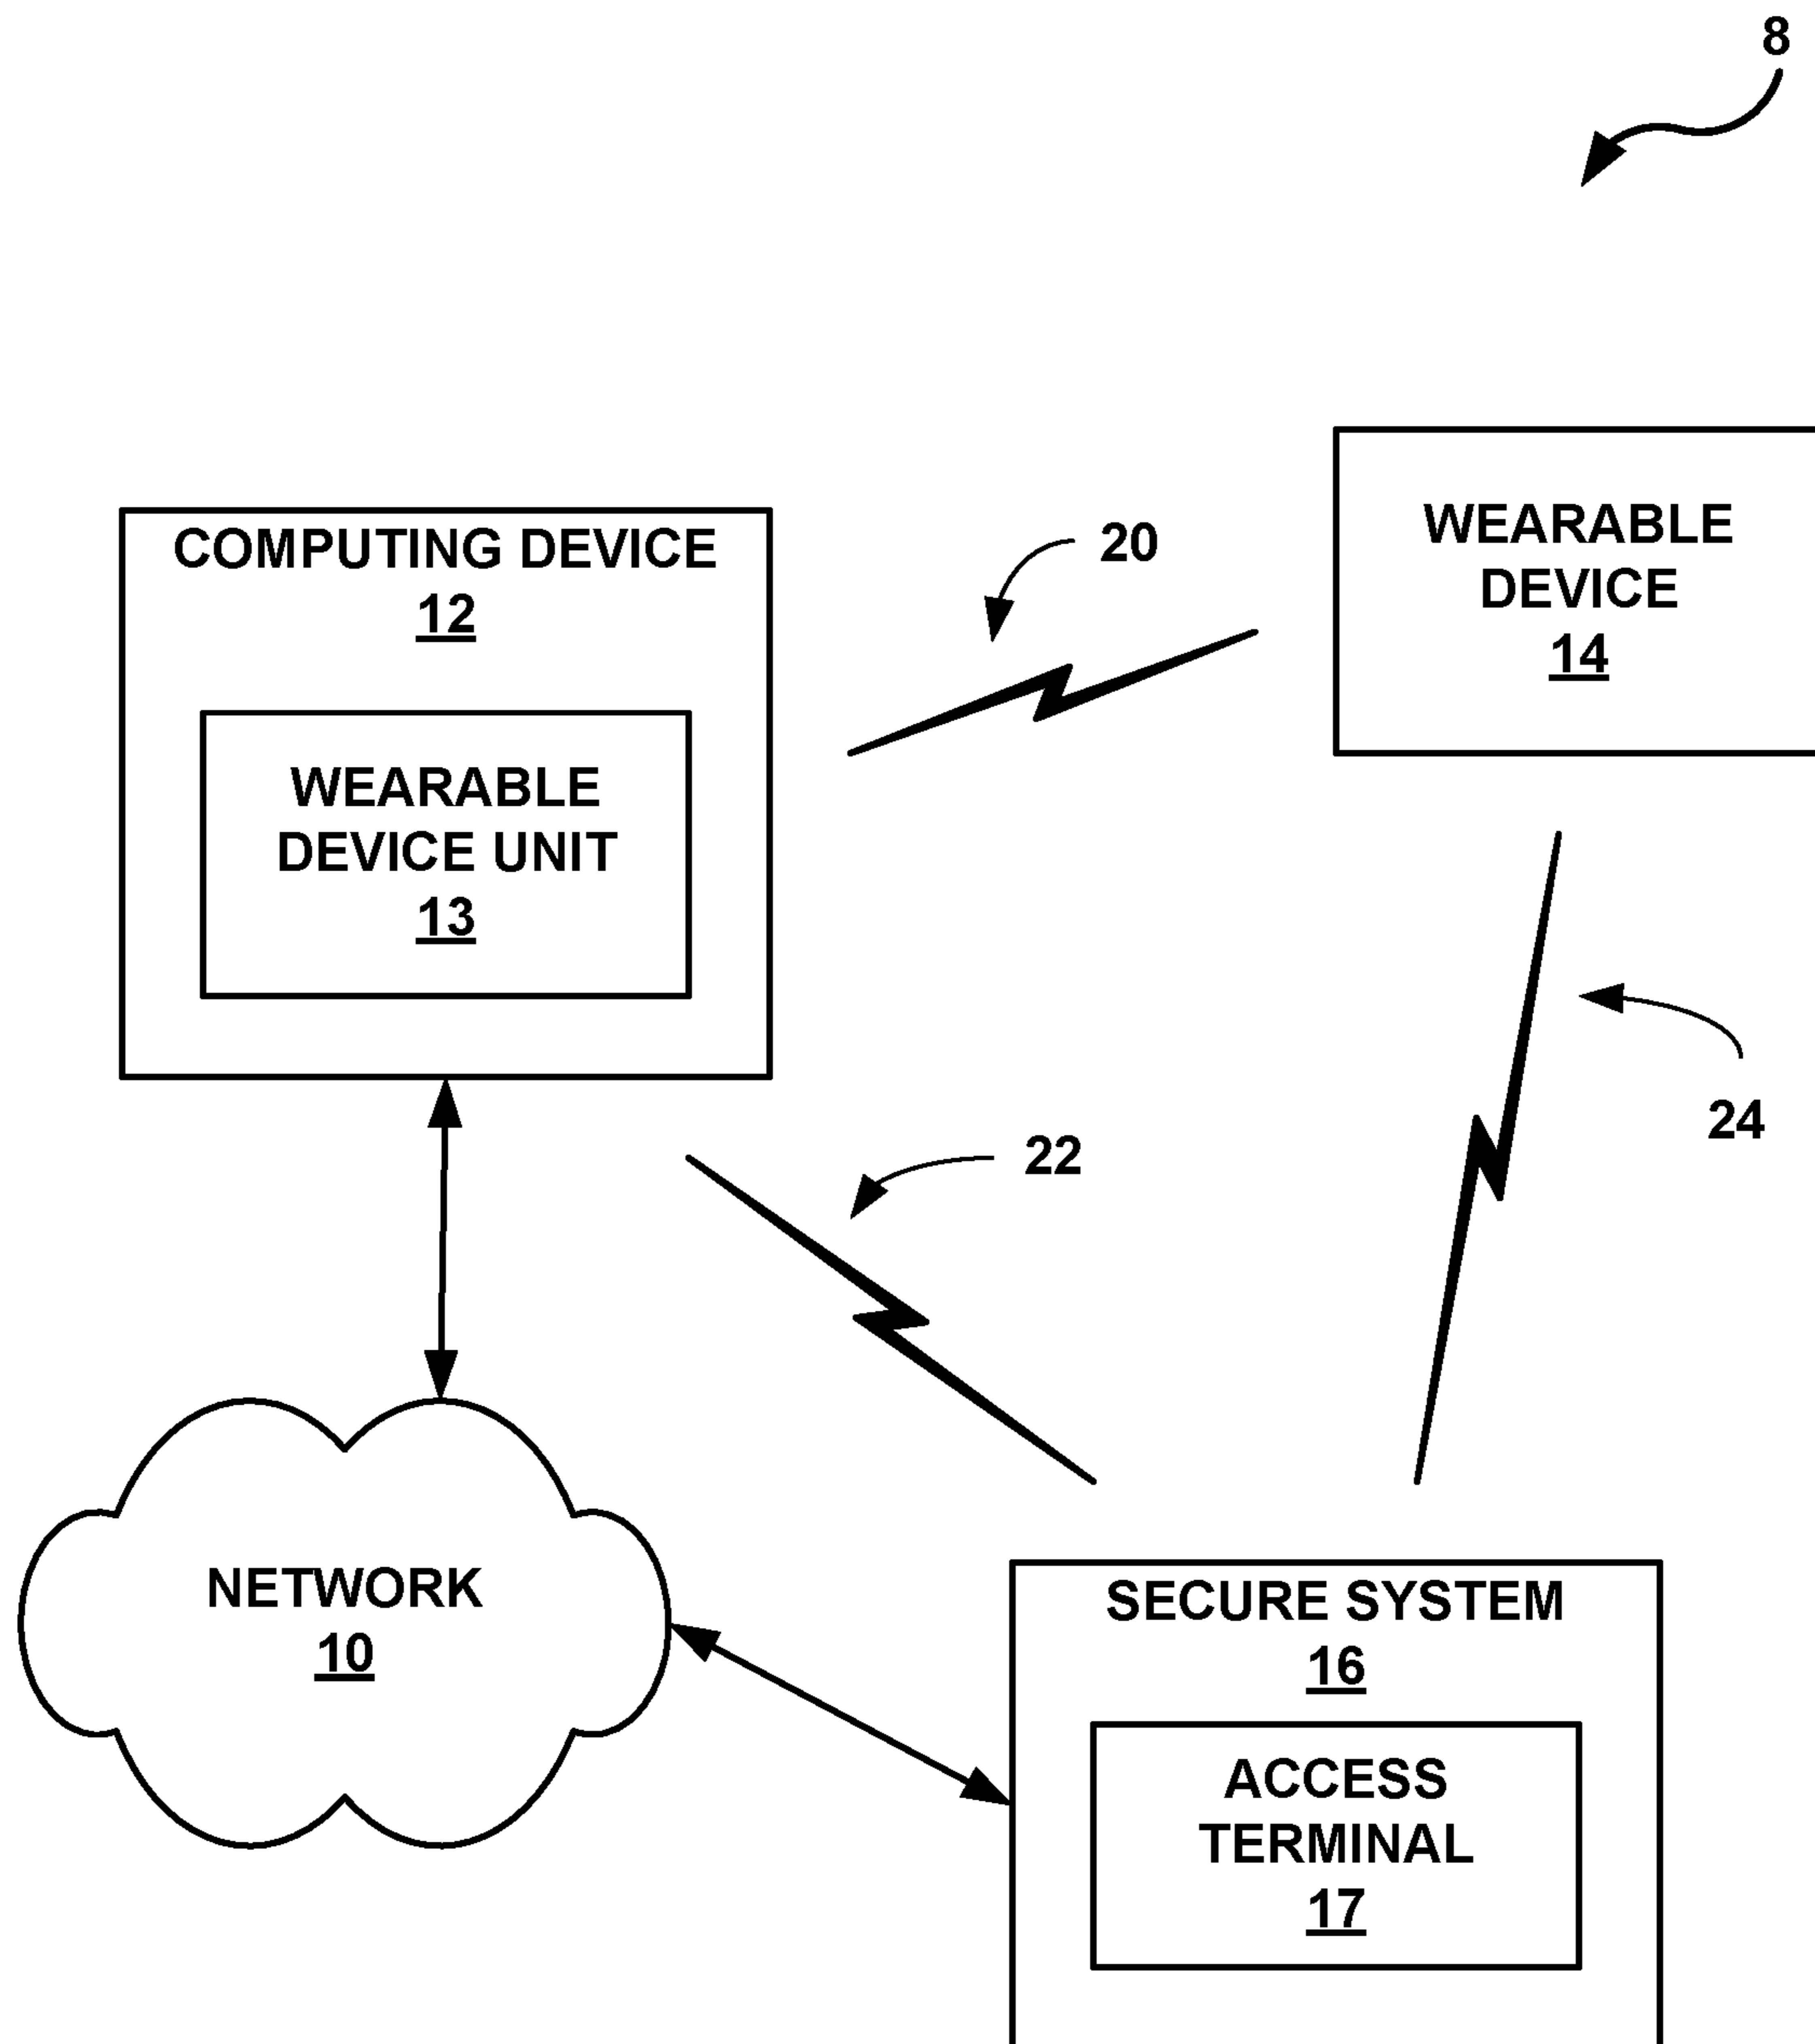 8
COMPUTING DEVICE
12
WEARABLE
DEVICE UNIT
13
20
WEARABLE
DEVICE
14
22
24
NETWORK
10
SECURE SYSTEM
16
ACCESS
TERMINAL
17